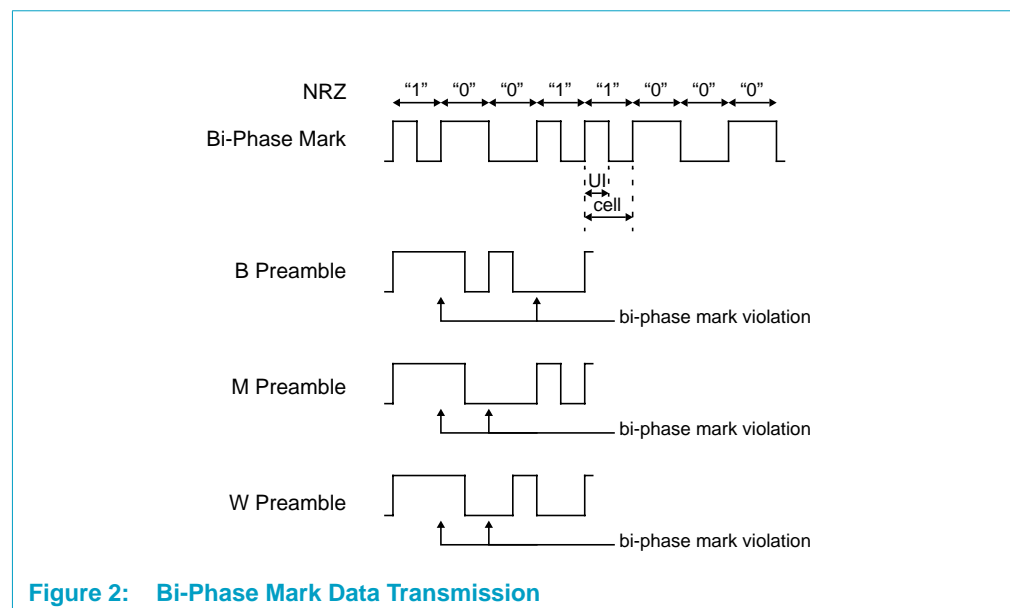 NRZ “1” “0” “0” “1” “1” “0” “0” “0”
Bi-Phase Mark
UI
cell
B Preamble
bi-phase mark violation
M Preamble
bi-phase mark violation
W Preamble
bi-phase mark violation
Figure 2: Bi-Phase Mark Data Transmission